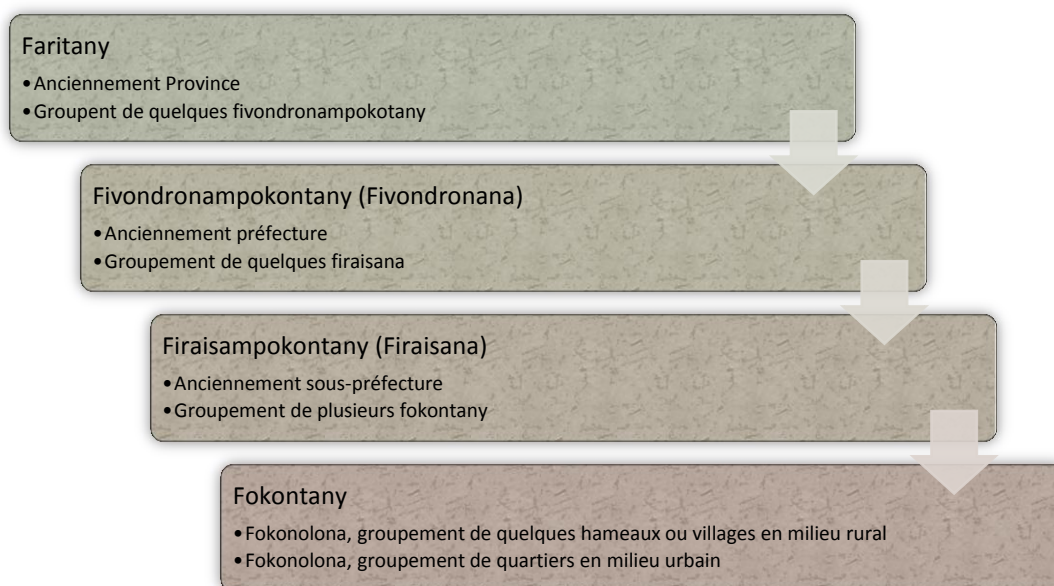 Faritany
•Anciennement Province
•Groupent de quelques fivondronampokotany
Fivondronampokontany (Fivondronana)
•Anciennement préfecture
•Groupement de quelques firaisana
Firaisampokontany (Firaisana)
•Anciennement sous-préfecture
•Groupement de plusieurs fokontany
Fokontany
•Fokonolona, groupement de quelques hameaux ou villages en milieu rural
•Fokonolona, groupement de quartiers en milieu urbain